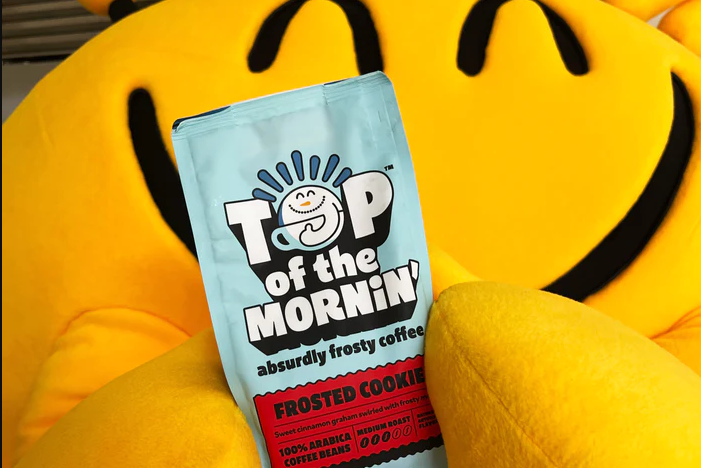 TOP™
of the
MORNiN'
absurdly frosty coffee
FROSTED COOKIE
Sweet cinnamon graham swirled with frosty
100% ARABICA
COFFEE BEANS
MEDIUM ROAST